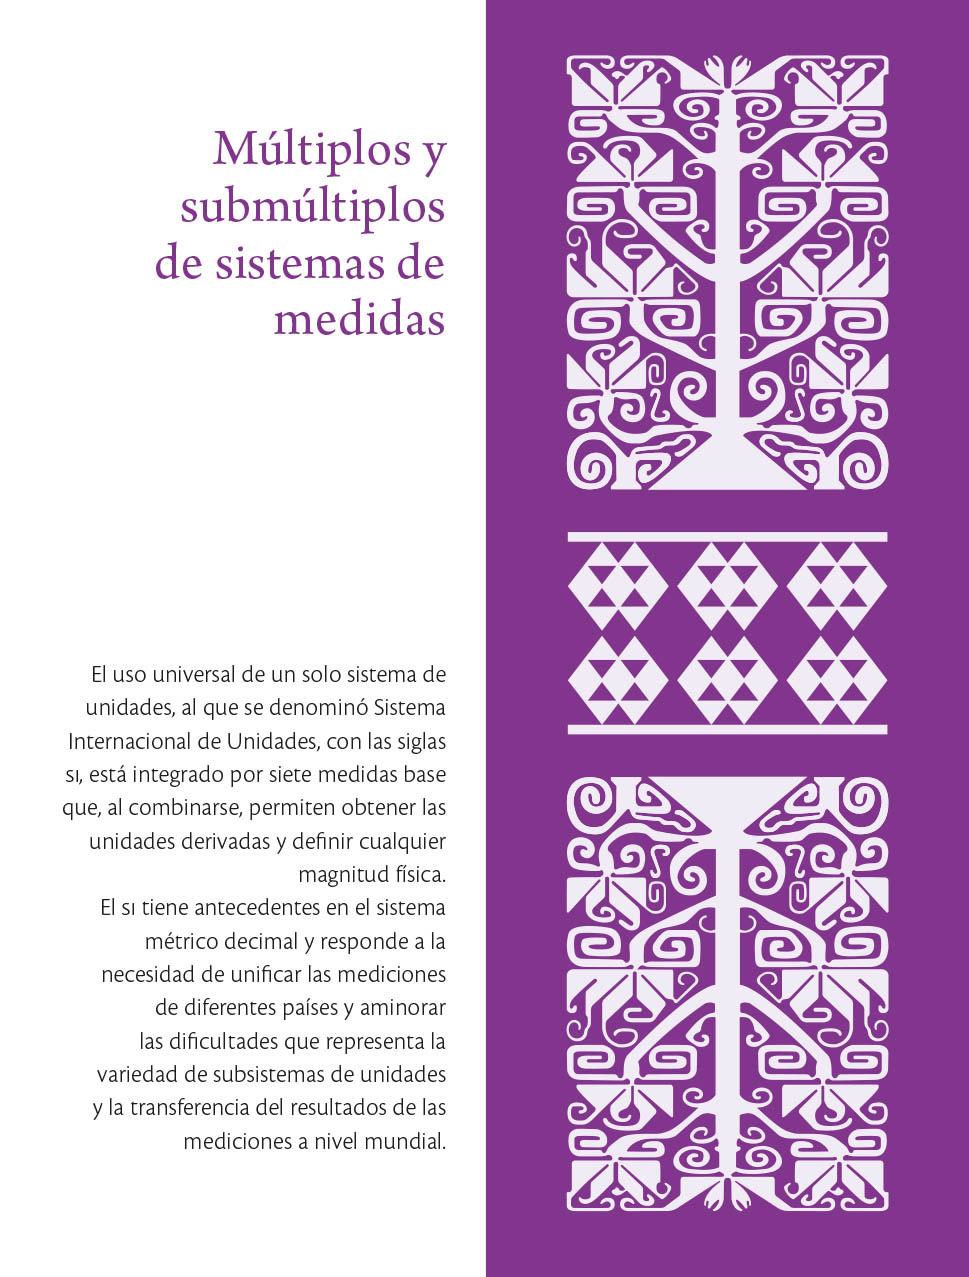 Múltiplos y
submúltiplos
de sistemas de
medidas
El uso universal de un solo sistema de
unidades, al que se denominó Sistema
Internacional de Unidades, con las siglas
SI, está integrado por siete medidas base
que, al combinarse, permiten obtener las
unidades derivadas y definir cualquier
magnitud física.
El SI tiene antecedentes en el sistema
métrico decimal y responde a la
necesidad de unificar las mediciones
de diferentes países y aminorar
las dificultades que representa la
variedad de subsistemas de unidades
y la transferencia del resultados de las
mediciones a nivel mundial.